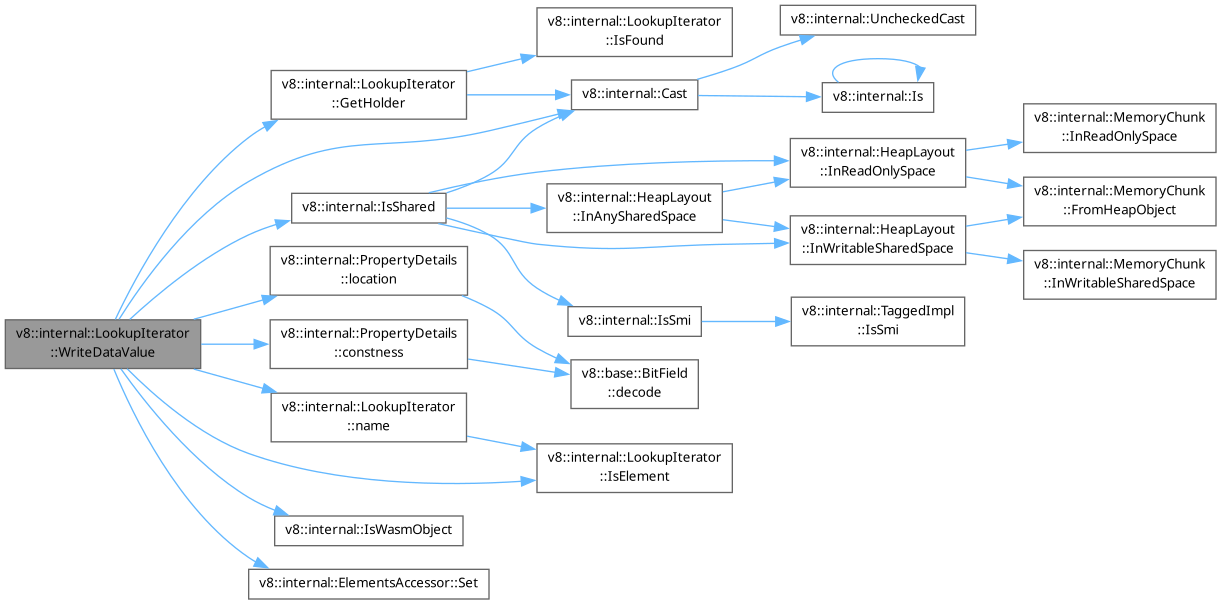 v8::internal::LookupIterator
::WriteDataValue
v8::internal::LookupIterator
::GetHolder
v8::internal::LookupIterator
::IsFound
v8::internal::Cast
v8::internal::UncheckedCast
v8::internal::Is
v8::internal::IsShared
v8::internal::HeapLayout
::InAnySharedSpace
v8::internal::HeapLayout
::InReadOnlySpace
v8::internal::HeapLayout
::InWritableSharedSpace
v8::internal::MemoryChunk
::InReadOnlySpace
v8::internal::MemoryChunk
::FromHeapObject
v8::internal::MemoryChunk
::InWritableSharedSpace
v8::internal::IsSmi
v8::internal::TaggedImpl
::IsSmi
v8::internal::PropertyDetails
::location
v8::internal::PropertyDetails
::constness
v8::base::BitField
::decode
v8::internal::LookupIterator
::name
v8::internal::LookupIterator
::IsElement
v8::internal::IsWasmObject
v8::internal::ElementsAccessor::Set